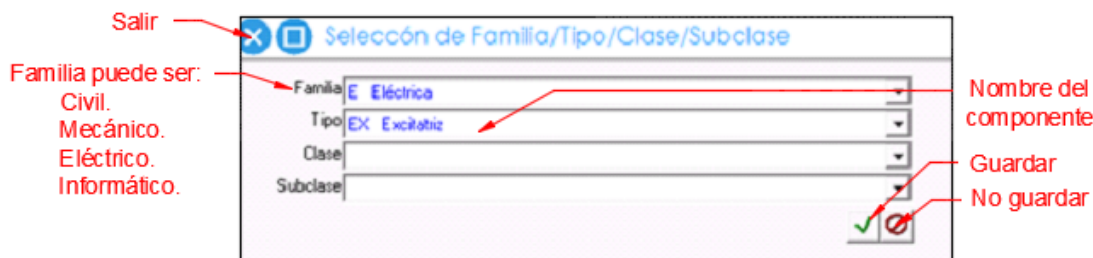 Salir
Seleccón de Familia/Tipo/Clase/Subclase
Familia puede ser:
Civil.
Mecánico.
Eléctrico.
Informático.
Familia E Eléctrica
Tipo EX Excitatriz
Clase
Subclase
Nombre del
componente
Guardar
No guardar